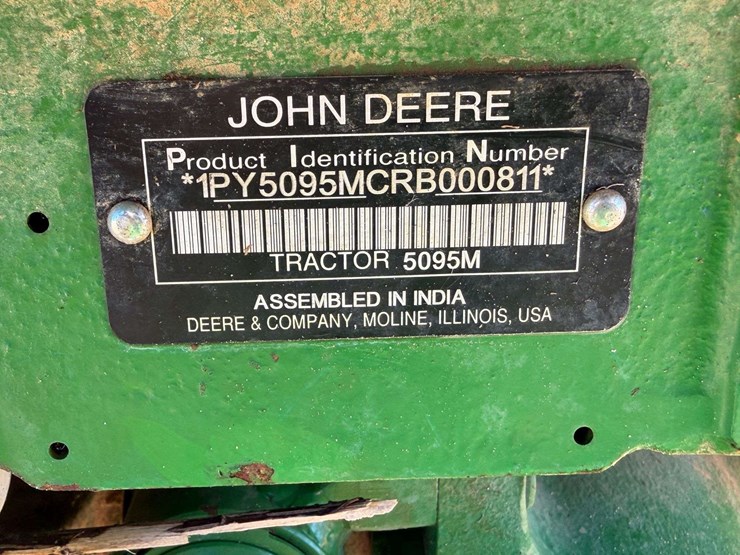 JOHN DEERE
Product Identification Number
*1PY5095MCRB000811*
TRACTOR 5095M
ASSEMBLED IN INDIA
DEERE & COMPANY, MOLINE, ILLINOIS, USA